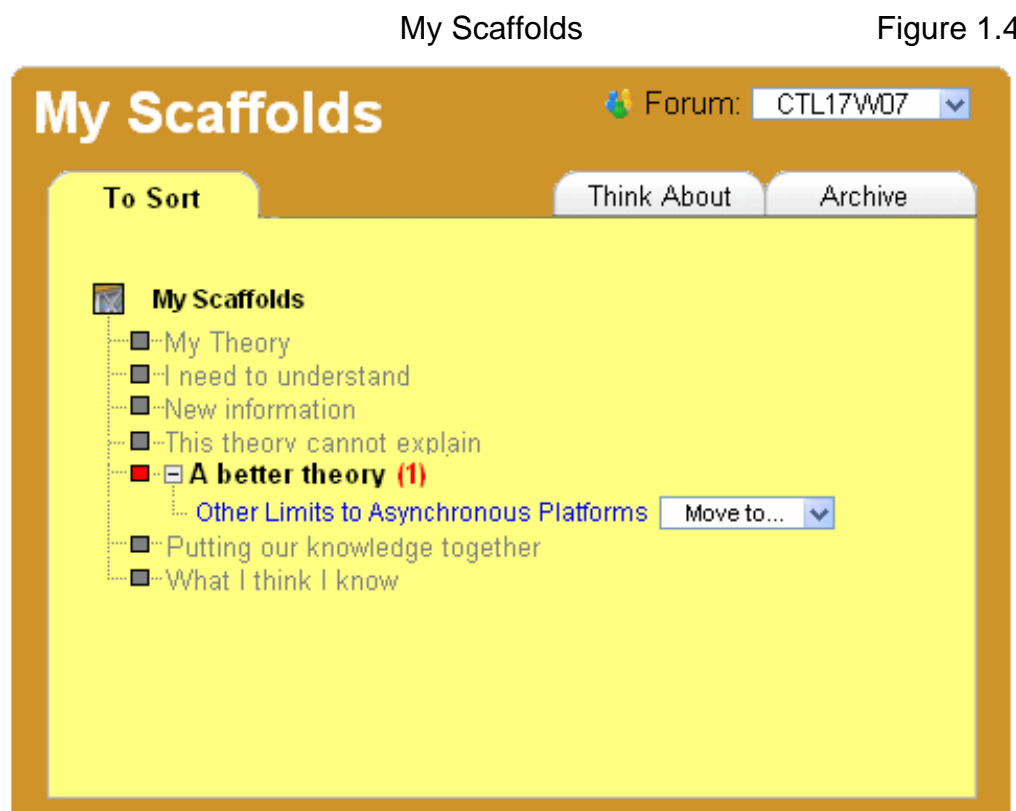 My Scaffolds Figure 1.4
My Scaffolds Forum: CTL17W07
To Sort Think About Archive
My Scaffolds
My Theory
I need to understand
New information
This theory cannot explain
A better theory (1)
Other Limits to Asynchronous Platforms Move to...
Putting our knowledge together
What I think I know